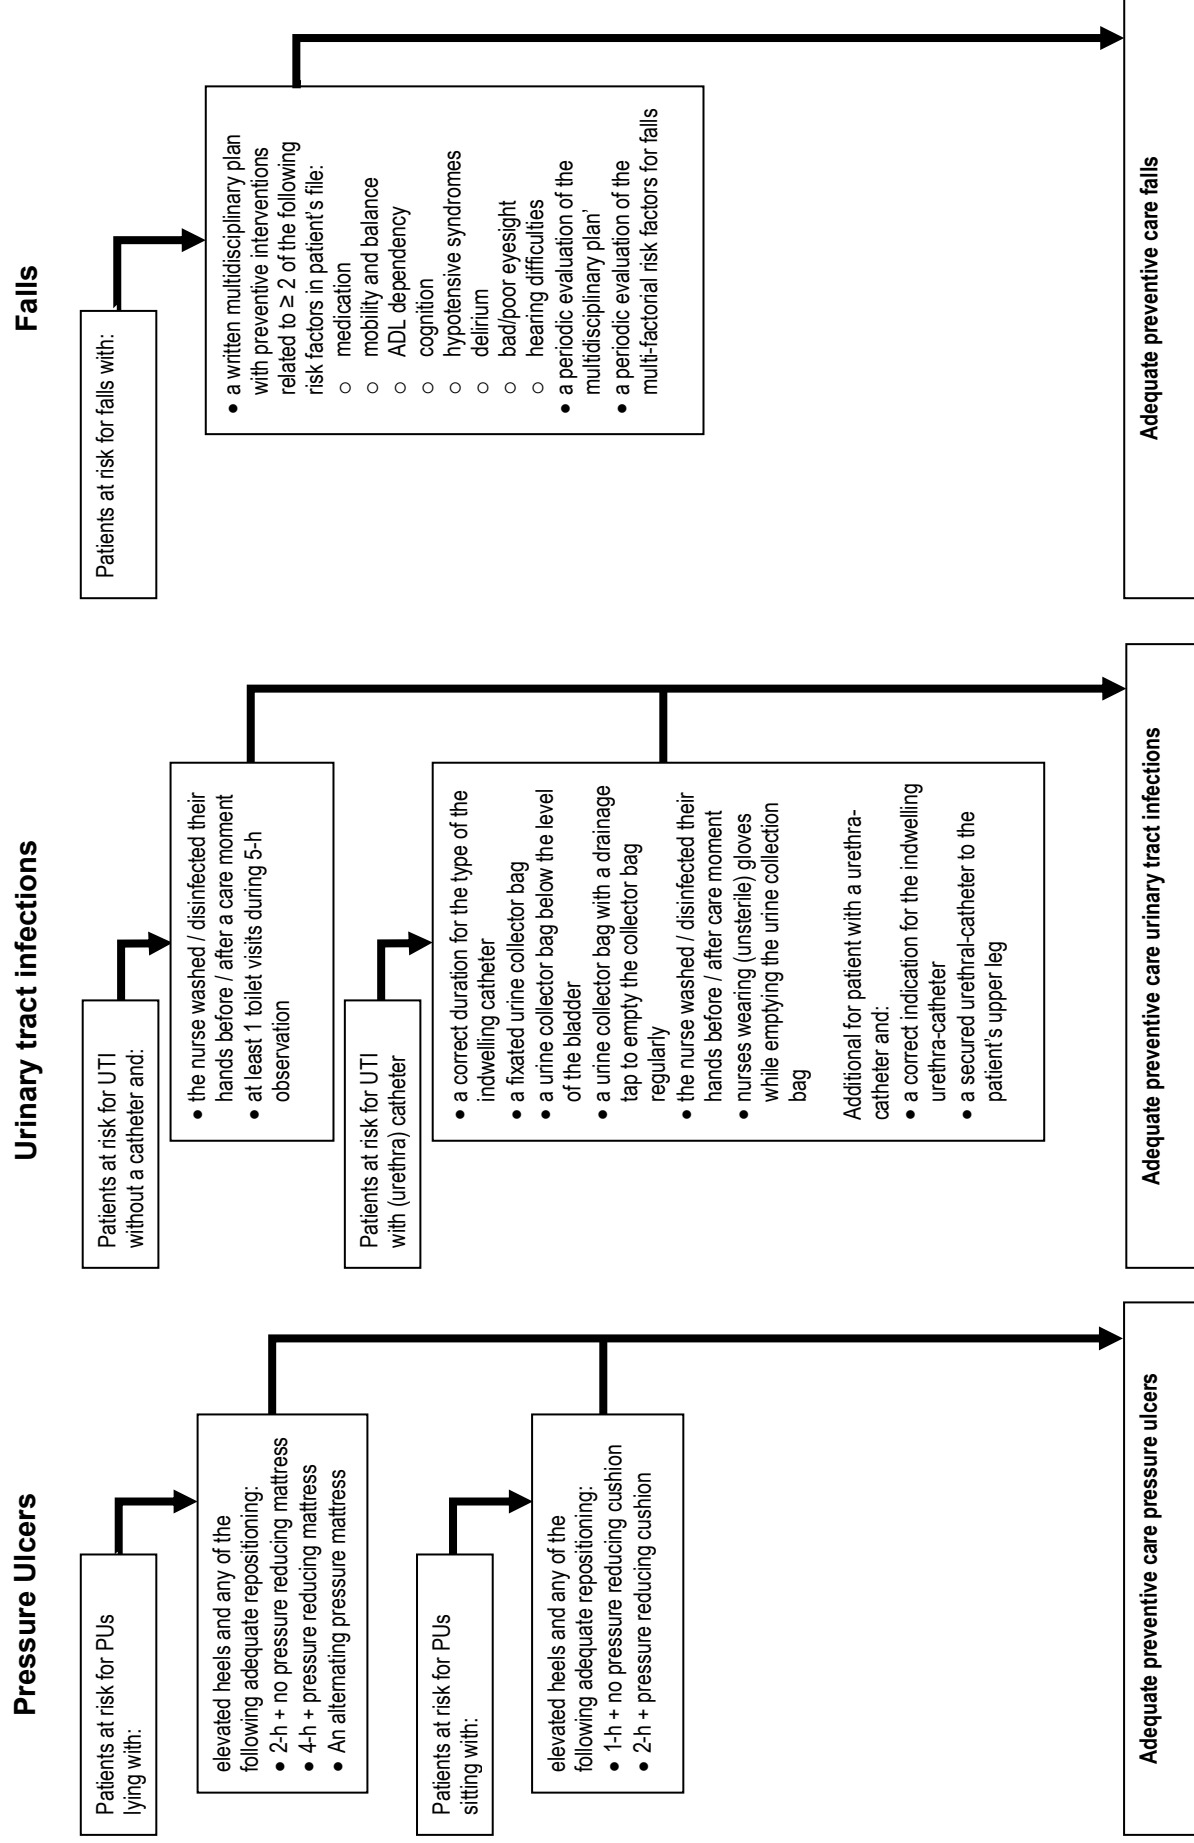 Pressure Ulcers
Patients at risk for PUs
lying with:
elevated heels and any of the
following adequate repositioning:
● 2-h + no pressure reducing mattress
● 4-h + pressure reducing mattress
● An alternating pressure mattress
Patients at risk for PUs
sitting with:
elevated heels and any of the
following adequate repositioning:
● 1-h + no pressure reducing cushion
● 2-h + pressure reducing cushion
Adequate preventive care pressure ulcers
Urinary tract infections
Patients at risk for UTI
without a catheter and:
● the nurse washed / disinfected their
hands before / after a care moment
● at least 1 toilet visits during 5-h
observation
Patients at risk for UTI
with (urethra) catheter
● a correct duration for the type of the
indwelling catheter
● a fixated urine collector bag
● a urine collector bag below the level
of the bladder
● a urine collector bag with a drainage
tap to empty the collector bag
regularly
● the nurse washed / disinfected their
hands before / after care moment
● nurses wearing (unsterile) gloves
while emptying the urine collection
bag
Additional for patient with a urethra-
catheter and:
● a correct indication for the indwelling
urethra-catheter
● a secured urethral-catheter to the
patient's upper leg
Adequate preventive care urinary tract infections
Falls
Patients at risk for falls with:
● a written multidisciplinary plan
with preventive interventions
related to ≥ 2 of the following
risk factors in patient's file:
○ medication
○ mobility and balance
○ ADL dependency
○ cognition
○ hypotensive syndromes
○ delirium
○ bad/poor eyesight
○ hearing difficulties
● a periodic evaluation of the
multidisciplinary plan'
● a periodic evaluation of the
multi-factorial risk factors for falls
Adequate preventive care falls